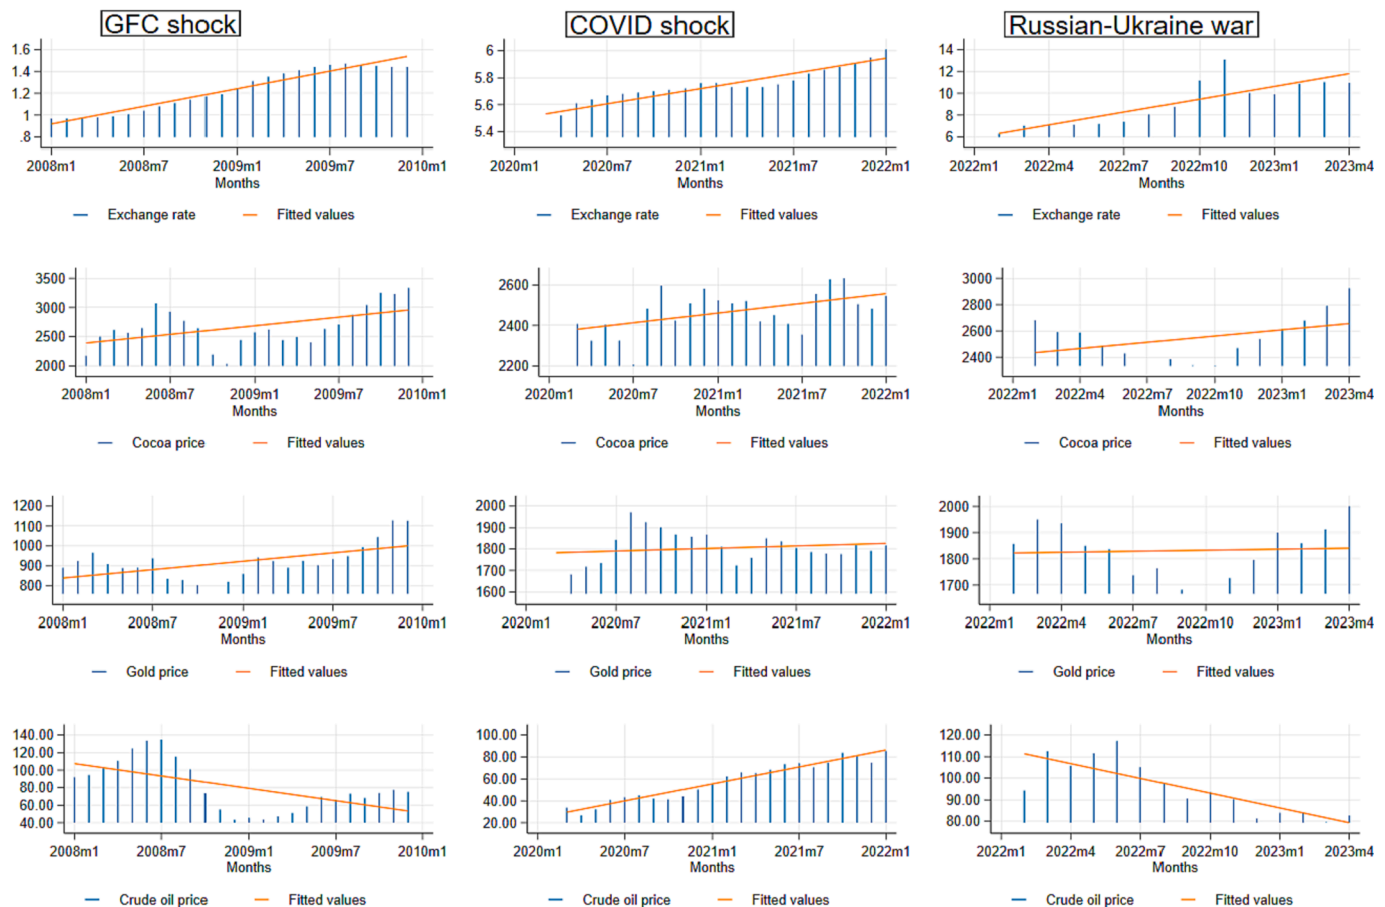 GFC shock COVID shock Russian-Ukraine war
1.6
1.4
1.2
1
.8
2008m1 2008m7 2009m1 2009m7 2010m1
Months
Exchange rate Fitted values
6
5.8
5.6
5.4
2020m1 2020m7 2021m1 2021m7 2022m1
Months
Exchange rate Fitted values
14
12
10
8
6
2022m1 2022m4 2022m7 2022m10 2023m1 2023m4
Months
Exchange rate Fitted values
3500
3000
2500
2000
2008m1 2008m7 2009m1 2009m7 2010m1
Months
Cocoa price Fitted values
2600
2400
2200
2020m1 2020m7 2021m1 2021m7 2022m1
Months
Cocoa price Fitted values
3000
2800
2600
2400
2022m1 2022m4 2022m7 2022m10 2023m1 2023m4
Months
Cocoa price Fitted values
1200
1100
1000
900
800
2008m1 2008m7 2009m1 2009m7 2010m1
Months
Gold price Fitted values
2000
1900
1800
1700
1600
2020m1 2020m7 2021m1 2021m7 2022m1
Months
Gold price Fitted values
2000
1900
1800
1700
2022m1 2022m4 2022m7 2022m10 2023m1 2023m4
Months
Gold price Fitted values
140.00
120.00
100.00
80.00
60.00
40.00
2008m1 2008m7 2009m1 2009m7 2010m1
Months
Crude oil price Fitted values
100.00
80.00
60.00
40.00
20.00
2020m1 2020m7 2021m1 2021m7 2022m1
Months
Crude oil price Fitted values
120.00
110.00
100.00
90.00
80.00
2022m1 2022m4 2022m7 2022m10 2023m1 2023m4
Months
Crude oil price Fitted values